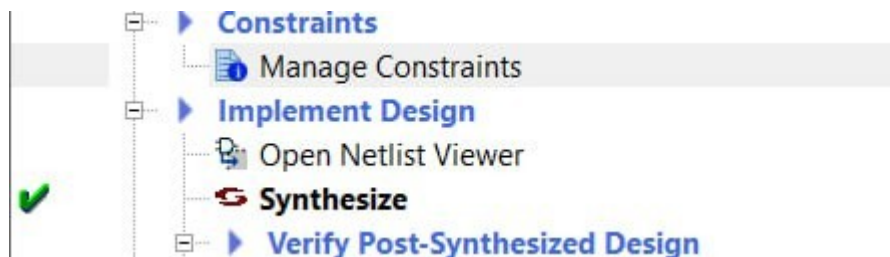 Constraints
Manage Constraints
Implement Design
Open Netlist Viewer
Synthesize
Verify Post-Synthesized Design